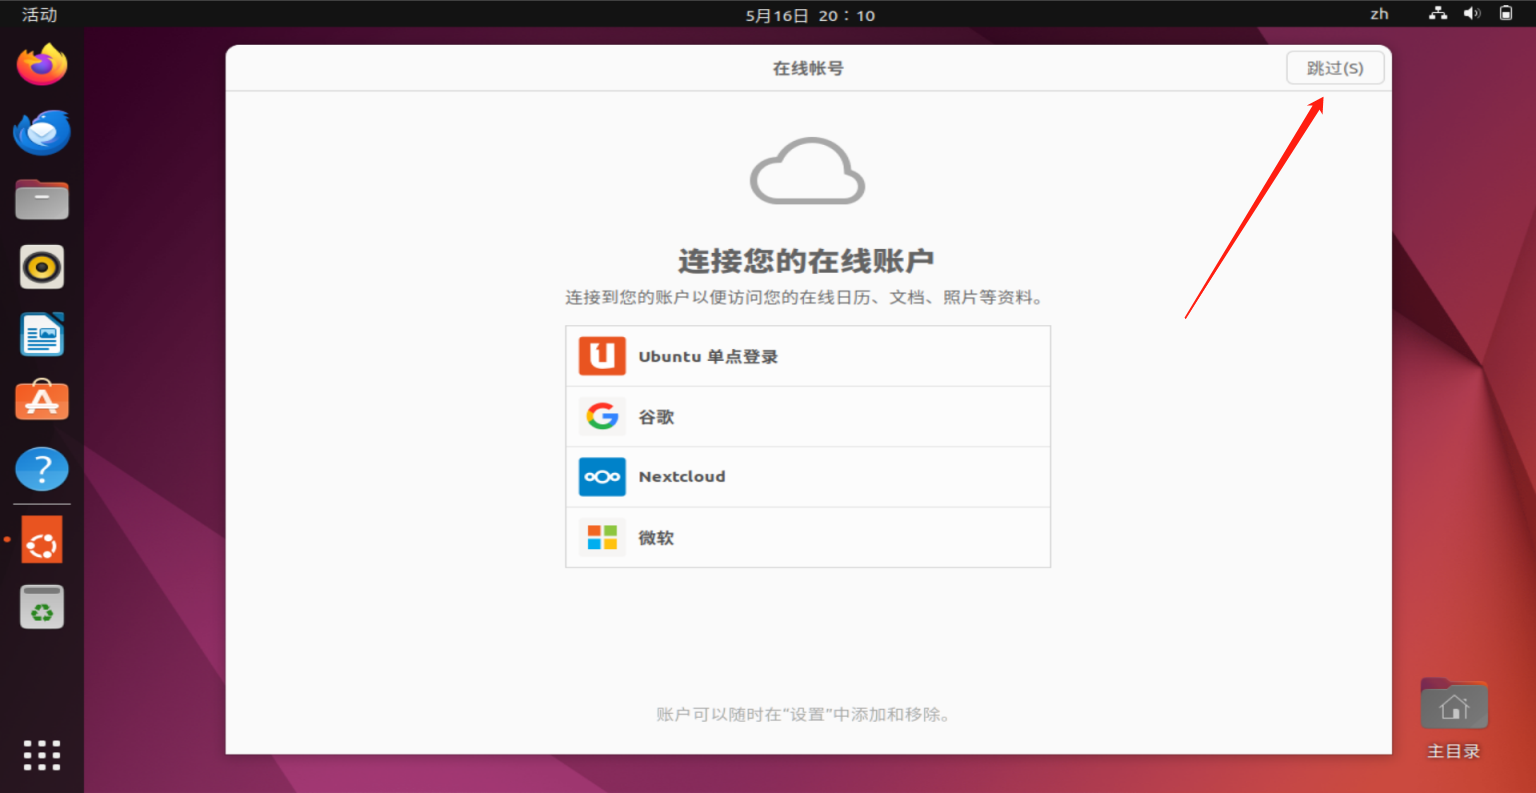 活动
5月16日 20：10
zh
在线帐号
跳过(S)
连接您的在线账户
连接到您的账户以便访问您的在线日历、文档、照片等资料。
Ubuntu 单点登录
谷歌
Nextcloud
微软
账户可以随时在“设置”中添加和移除。
主目录